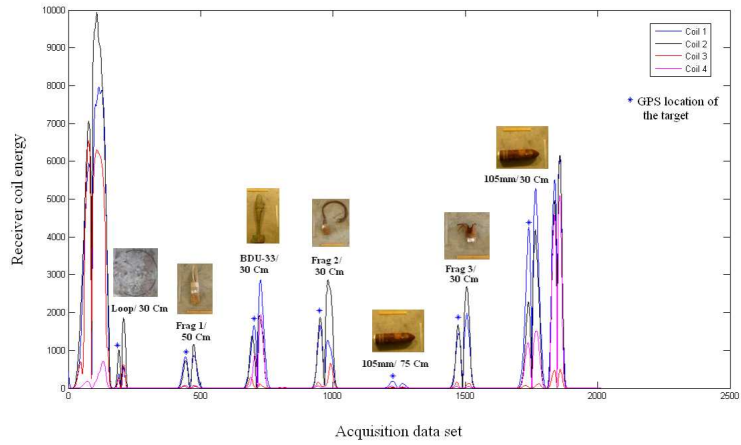 10000
9000
8000
7000
6000
5000
4000
3000
2000
1000
0
0
500
1000
1500
2000
2500
Receiver coil energy
Acquisition data set
Coil 1
Coil 2
Coil 3
Coil 4
* GPS location of
the target
Loop/ 30 Cm
Frag 1/
50 Cm
BDU-33/
30 Cm
Frag 2/
30 Cm
105mm/ 75 Cm
Frag 3/
30 Cm
105mm/30 Cm